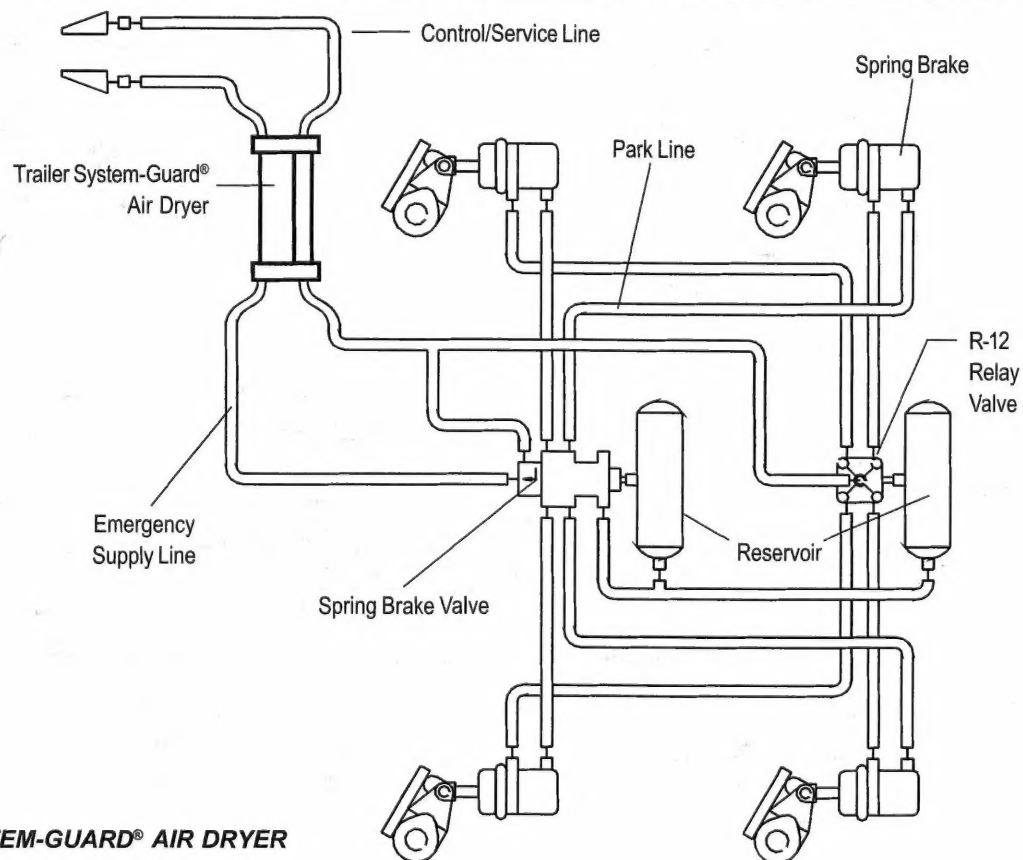 Control/Service Line
Spring Brake
Trailer System-Guard®
Air Dryer
Park Line
R-12
Relay
Valve
Emergency
Supply Line
Reservoir
Spring Brake Valve
EM-GUARD® AIR DRYER